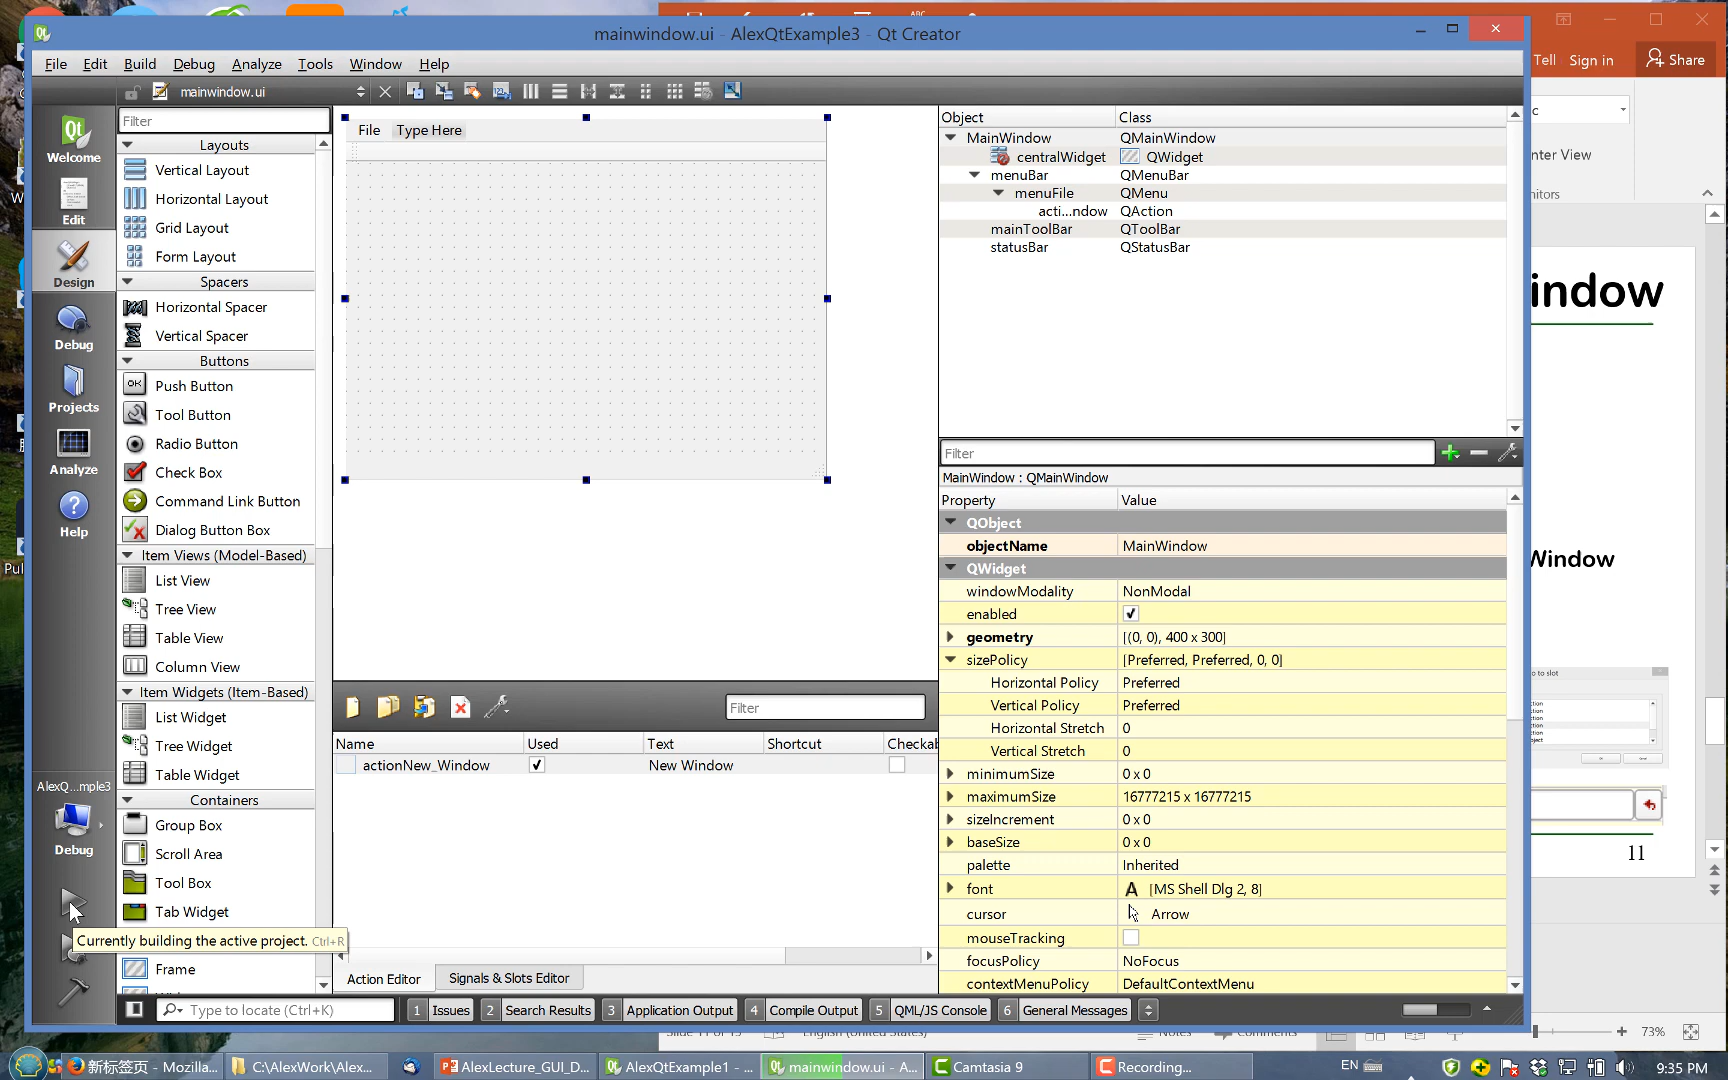 mainwindow.ui - AlexQtExample3 - Qt Creator
File Edit Build Debug Analyze Tools Window Help
mainwindow.ui
Tell Sign in Share
Welcome
Edit
Design
Debug
Projects
Analyze
Help
AlexQ...mple3
Debug
Filter
Layouts
Vertical Layout
Horizontal Layout
Grid Layout
Form Layout
Spacers
Horizontal Spacer
Vertical Spacer
Buttons
Push Button
OK
Tool Button
Radio Button
Check Box
Command Link Button
Dialog Button Box
Item Views (Model-Based)
List View
Tree View
Table View
Column View
Item Widgets (Item-Based)
List Widget
Tree Widget
Table Widget
Containers
Group Box
Scroll Area
Tool Box
Tab Widget
Currently building the active project. Ctrl+R
Frame
File Type Here
Filter
Name Used Text Shortcut Checkab
actionNew_Window New Window
Action Editor Signals & Slots Editor
Object Class
MainWindow QMainWindow
centralWidget QWidget
menuBar QMenuBar
menuFile QMenu
acti...ndow QAction
mainToolBar QToolBar
statusBar QStatusBar
Filter
MainWindow : QMainWindow
Property Value
QObject
objectName MainWindow
QWidget
windowModality NonModal
enabled
geometry [(0, 0), 400 x 300]
sizePolicy [Preferred, Preferred, 0, 0]
Horizontal Policy Preferred
Vertical Policy Preferred
Horizontal Stretch 0
Vertical Stretch 0
minimumSize 0 x 0
maximumSize 16777215 x 16777215
sizeIncrement 0 x 0
baseSize 0 x 0
palette Inherited
font A [MS Shell Dlg 2, 8]
cursor Arrow
mouseTracking
focusPolicy NoFocus
contextMenuPolicy DefaultContextMenu
nter View
nitors
indow
Window
11
Type to locate (Ctrl+K) 1 Issues 2 Search Results 3 Application Output 4 Compile Output 5 QML/JS Console 6 General Messages
English (United States) Notes Comments 73%
新标签页 - Mozilla... C:\AlexWork\Alex... AlexLecture_GUI_D... AlexQtExample1 - ... mainwindow.ui - A... Camtasia 9 Recording... EN 9:35 PM